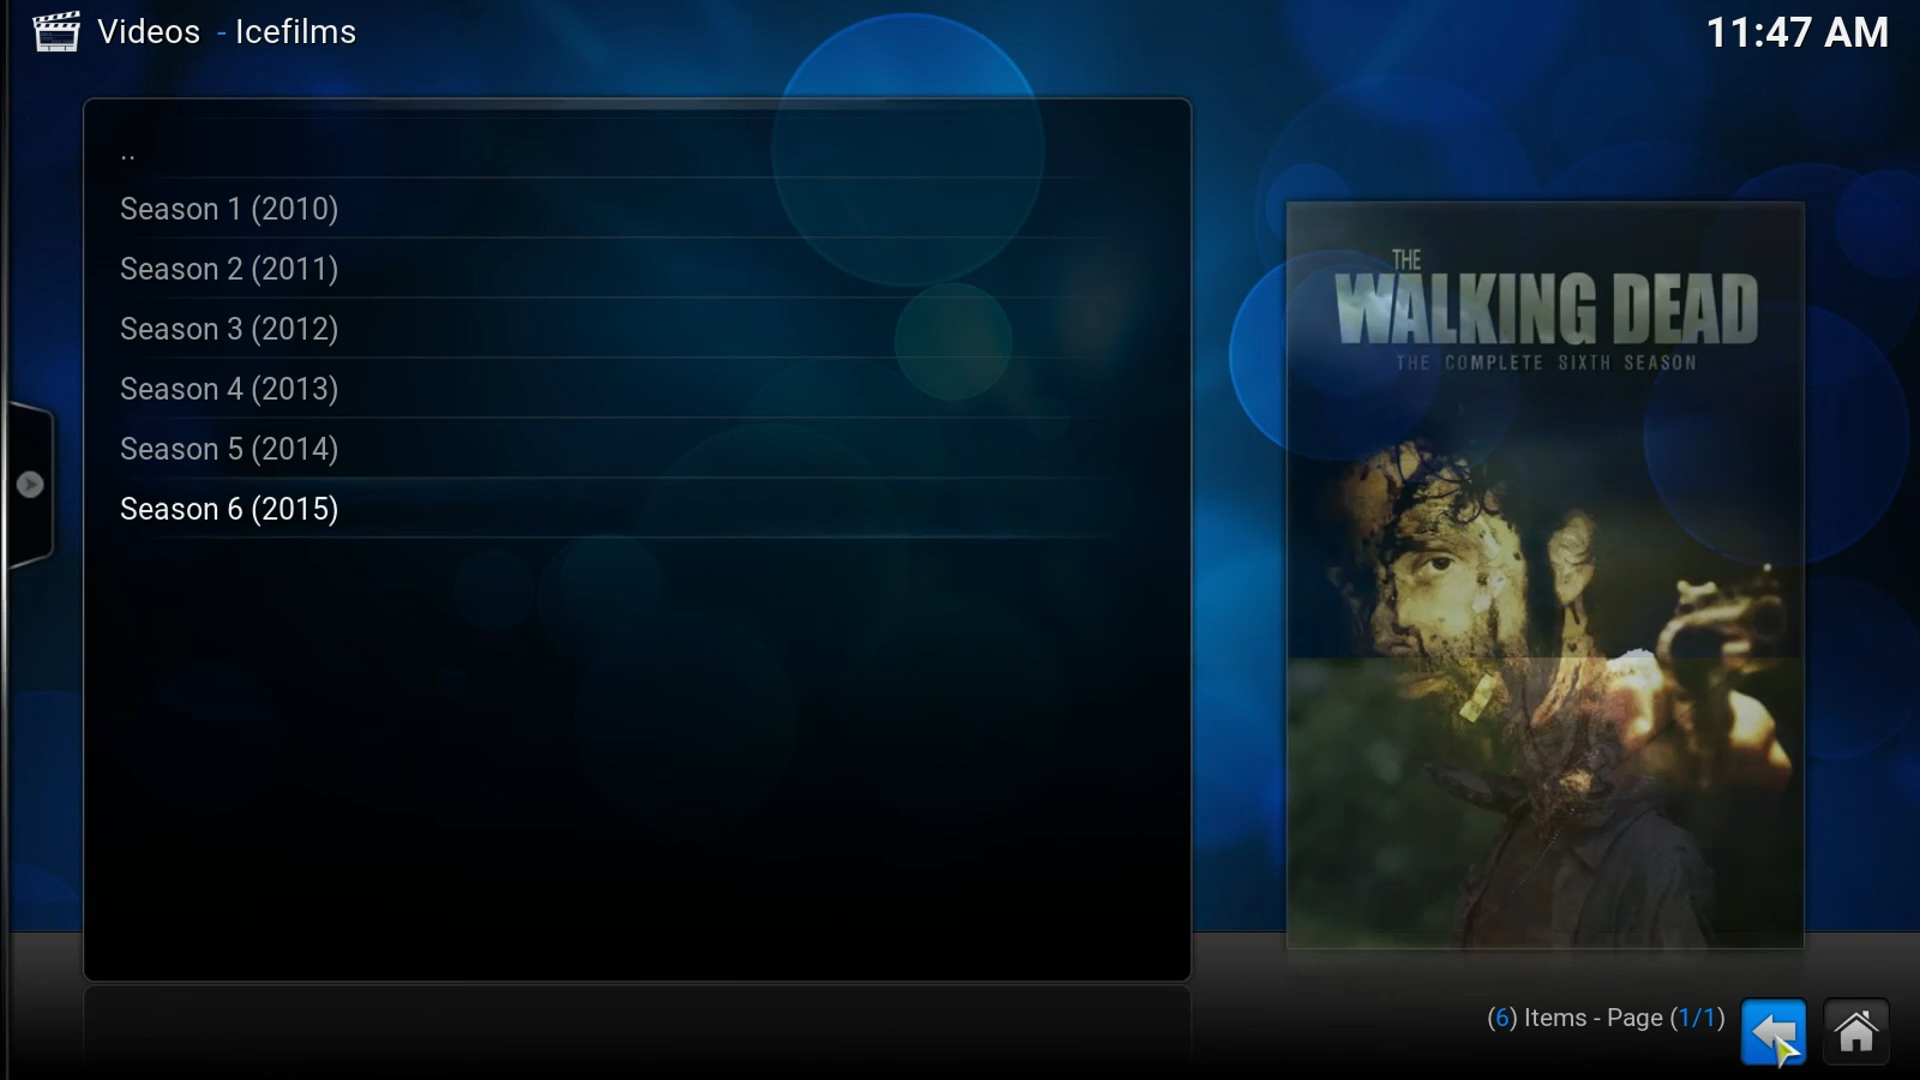 Videos - Icefilms
11:47 AM
..
Season 1 (2010)
Season 2 (2011)
Season 3 (2012)
Season 4 (2013)
Season 5 (2014)
Season 6 (2015)
THE
WALKING DEAD
THE COMPLETE SIXTH SEASON
(6) Items - Page (1/1)